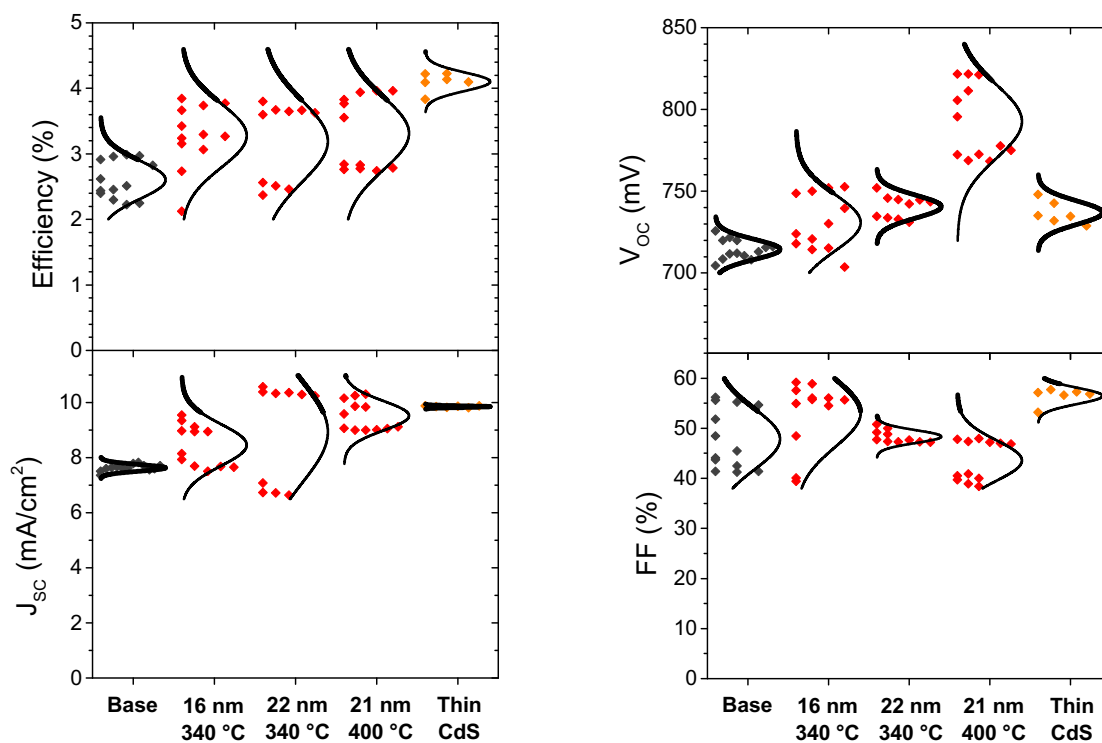 5
4
3
2
1
0
Efficiency (%)
10
8
6
4
2
0
J_SC (mA/cm²)
Base
16 nm
340 °C
22 nm
340 °C
21 nm
400 °C
Thin
CdS
850
800
750
700
V_OC (mV)
60
50
40
30
20
10
0
FF (%)
Base
16 nm
340 °C
22 nm
340 °C
21 nm
400 °C
Thin
CdS